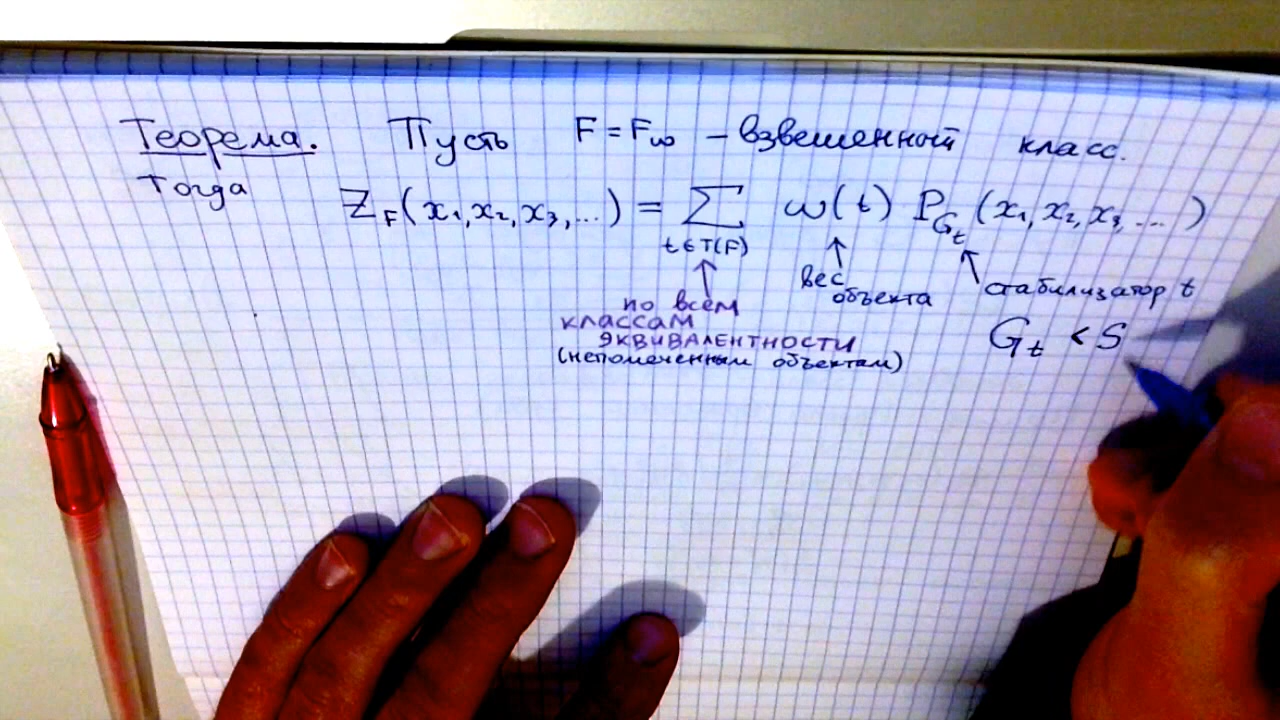 Теорема. Пусть F = F_ω – взвешенной класс.
Тогда Z_F(x₁, x₂, x₃, ...) = ∑ ω(t) P_{G_t}(x₁, x₂, x₃, ...)
t ∈ T(F)
вес объекта
стабилизатор t
по всем
классам
эквивалентности
(непомеченным объектам)
G_t < S